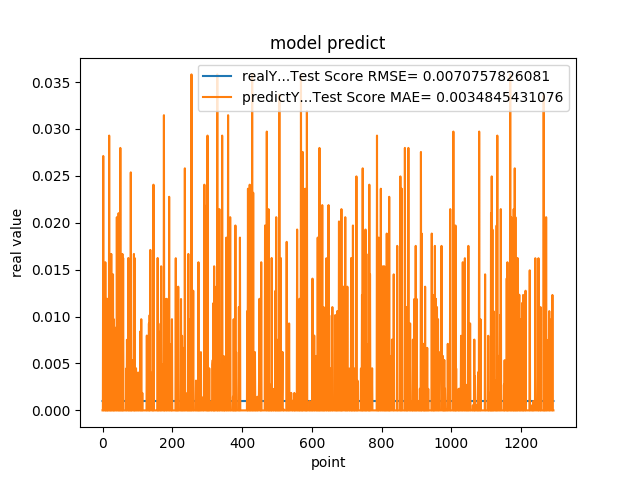 model predict
realY...Test Score RMSE= 0.0070757826081
predictY...Test Score MAE= 0.0034845431076
real value
0.035
0.030
0.025
0.020
0.015
0.010
0.005
0.000
0 200 400 600 800 1000 1200
point